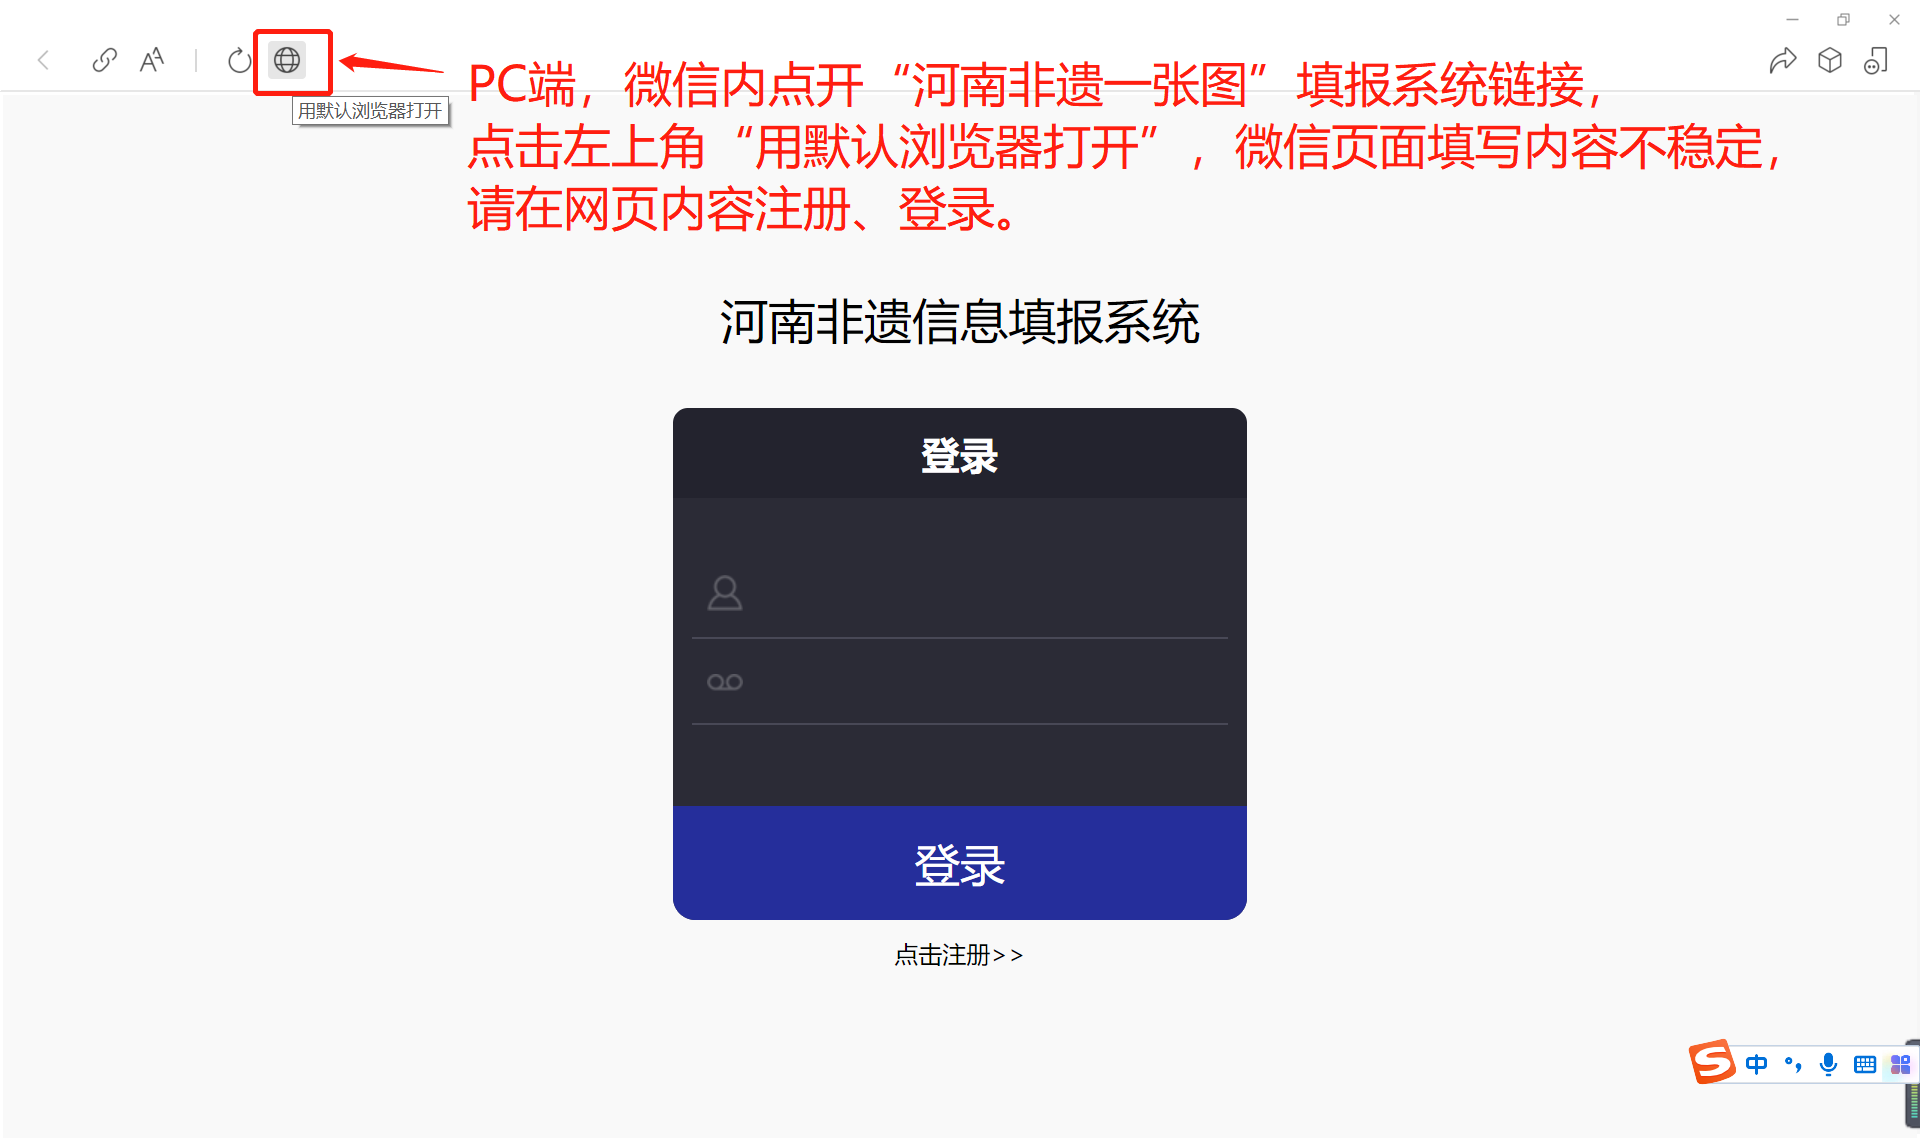 用默认浏览器打开
PC端，微信内点开“河南非遗一张图”填报系统链接，
点击左上角“用默认浏览器打开”，微信页面填写内容不稳定，
请在网页内容注册、登录。
河南非遗信息填报系统
登录
登录
点击注册>>
S 中